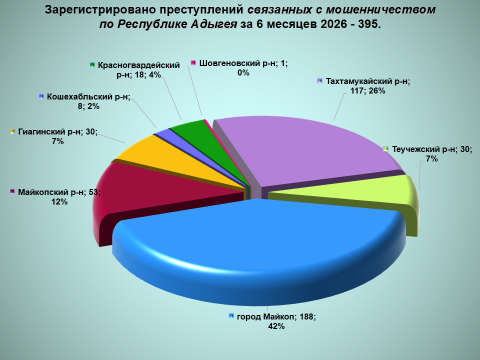 Зарегистрировано преступлений связанных с мошенничеством
по Республике Адыгея за 6 месяцев 2026 - 395.
Красногвардейский
р-н; 18; 4%
Шовгеновский р-н; 1;
0%
Тахтамукайский р-н;
117; 26%
Кошехабльский р-н;
8; 2%
Гиагинский р-н; 30;
7%
Теучежский р-н; 30;
7%
Майкопский р-н; 53;
12%
город Майкоп; 188;
42%